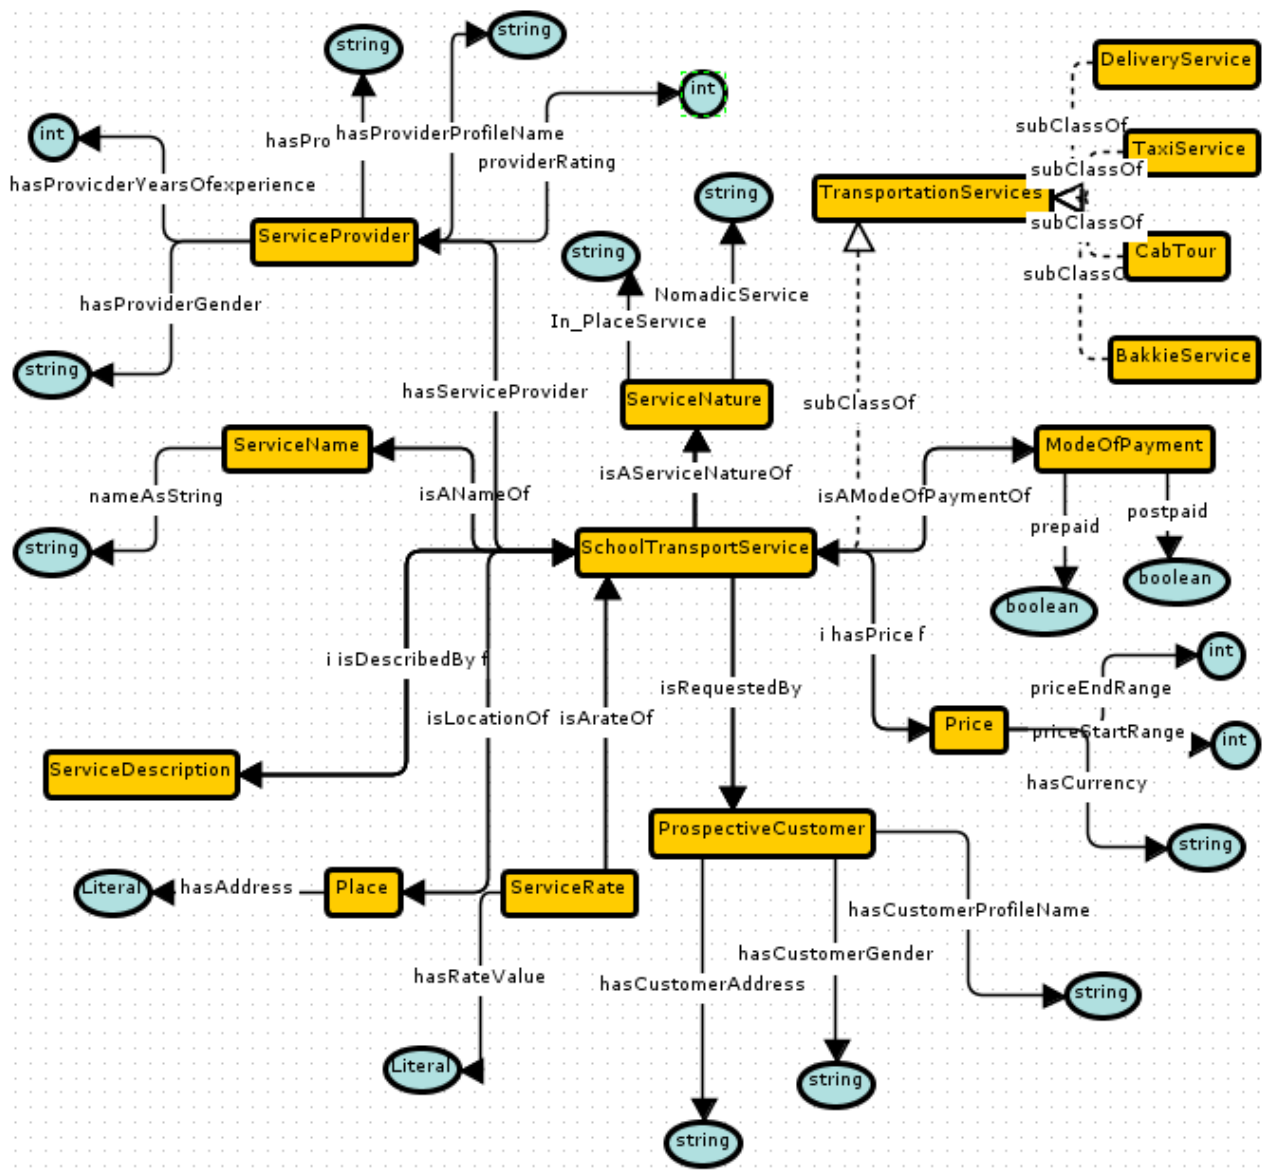 string
string
DeliveryService
int
int
subClassOf
hasPro
hasProviderProfileName
TaxiService
providerRating
subClassOf
hasProvicderYearsOfexperience
string
TransportationServices
subClassOf
ServiceProvider
string
CabTour
subClassO
NomadicService
hasProviderGender
In_PlaceService
BakkieService
string
hasServiceProvider
ServiceNature
subClassOf
ServiceName
ModeOfPayment
isAServiceNatureOf
nameAsString
isANameOf
isAModeOfPaymentOf
postpaid
prepaid
string
SchoolTransportService
boolean
boolean
i hasPrice f
int
i isDescribedBy f
isRequestedBy
priceEndRange
isLocationOf
isArateOf
Price
priceStartRange
int
ServiceDescription
hasCurrency
ProspectiveCustomer
string
Literal
hasAddress
Place
ServiceRate
hasCustomerProfileName
hasCustomerGender
hasRateValue
hasCustomerAddress
string
Literal
string
string